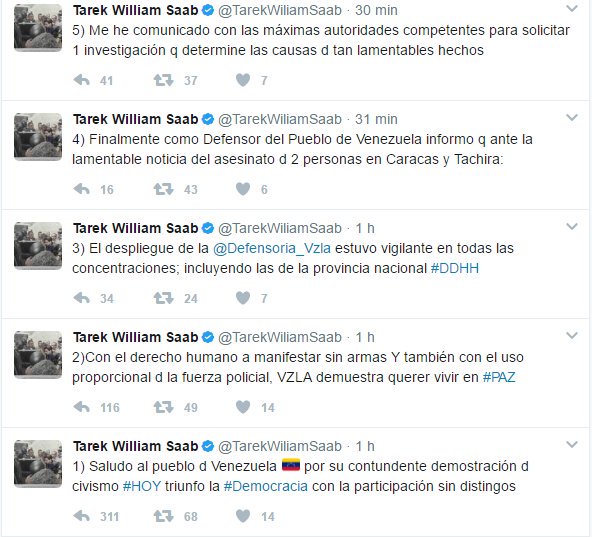 Tarek William Saab @TarekWiliamSaab · 30 min
5) Me he comunicado con las máximas autoridades competentes para solicitar
1 investigación q determine las causas d tan lamentables hechos
41 37 7
Tarek William Saab @TarekWiliamSaab · 31 min
4) Finalmente como Defensor del Pueblo de Venezuela informo q ante la
lamentable noticia del asesinato d 2 personas en Caracas y Tachira:
16 43 6
Tarek William Saab @TarekWiliamSaab · 1 h
3) El despliegue de la @Defensoria_Vzla estuvo vigilante en todas las
concentraciones; incluyendo las de la provincia nacional #DDHH
34 24 7
Tarek William Saab @TarekWiliamSaab · 1 h
2)Con el derecho humano a manifestar sin armas Y también con el uso
proporcional d la fuerza policial, VZLA demuestra querer vivir en #PAZ
116 49 14
Tarek William Saab @TarekWiliamSaab · 1 h
1) Saludo al pueblo d Venezuela 🇻🇪 por su contundente demostración d
civismo #HOY triunfo la #Democracia con la participación sin distingos
311 68 14